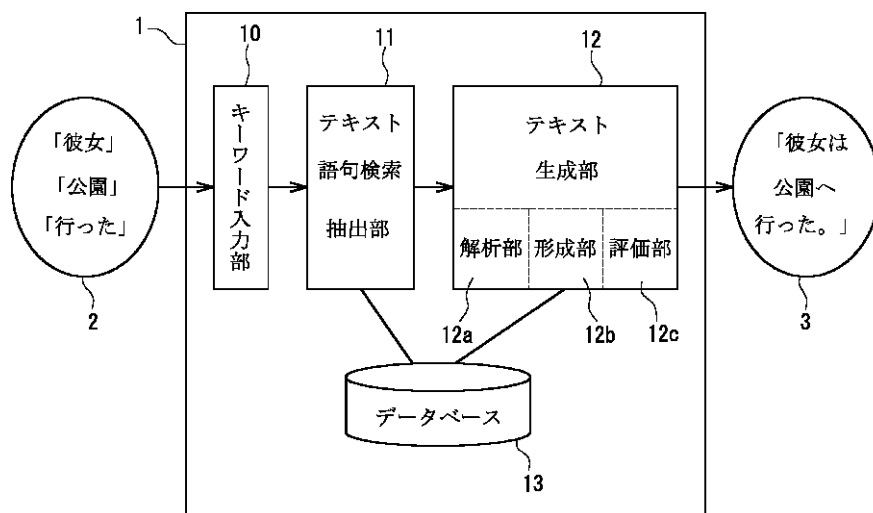 1
10
11
12
「彼女」
「公園」
「行った」
2
キーワード入力部
テキスト
語句検索
抽出部
テキスト
生成部
解析部
形成部
評価部
12a
12b
12c
「彼女は
公園へ
行った。」
3
データベース
13